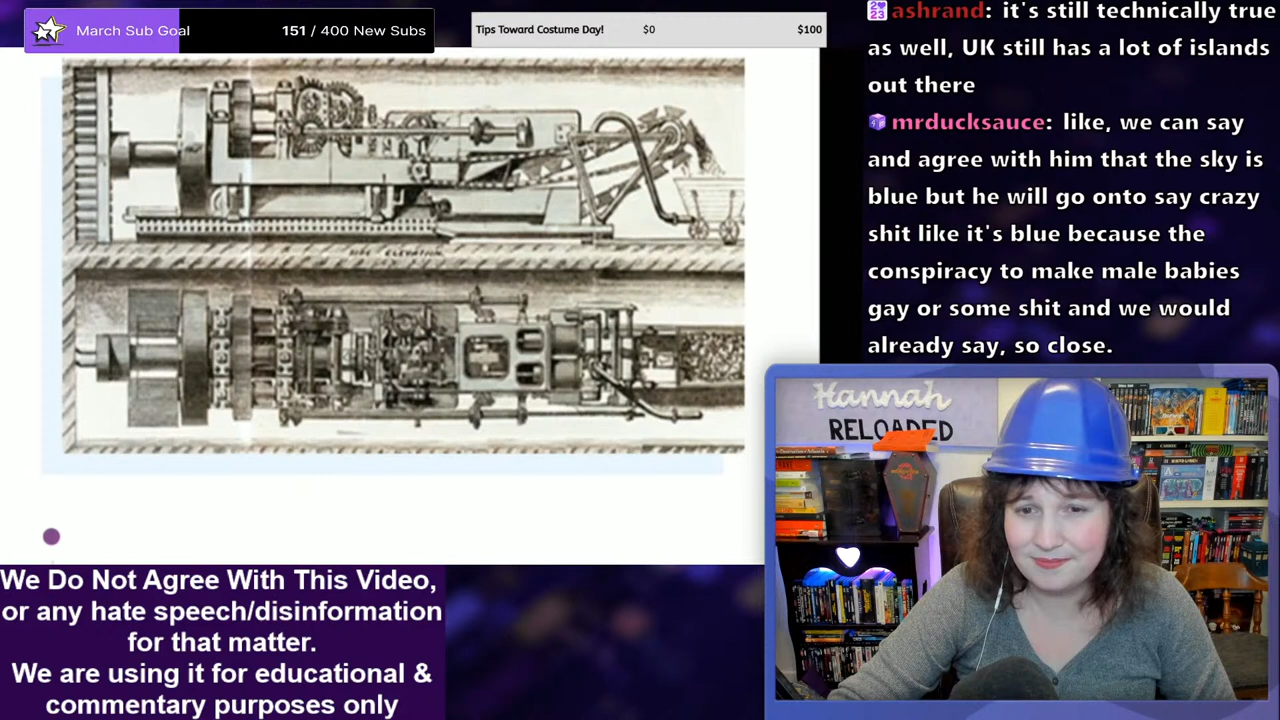 March Sub Goal
151 / 400 New Subs
Tips Toward Costume Day!
$0
$100
ashrand: it's still technically true
as well, UK still has a lot of islands
out there
mrducksauce: like, we can say
and agree with him that the sky is
blue but he will go onto say crazy
shit like it's blue because the
conspiracy to make male babies
gay or some shit and we would
already say, so close.
SIDE ELEVATION.
Hannah
RELOADED
We Do Not Agree With This Video,
or any hate speech/disinformation
for that matter.
We are using it for educational &
commentary purposes only